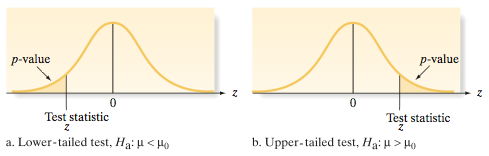 p-value
0
z
Test statistic
z
a. Lower-tailed test, Hₐ: μ < μ₀
p-value
0
z
Test statistic
z
b. Upper-tailed test, Hₐ: μ > μ₀